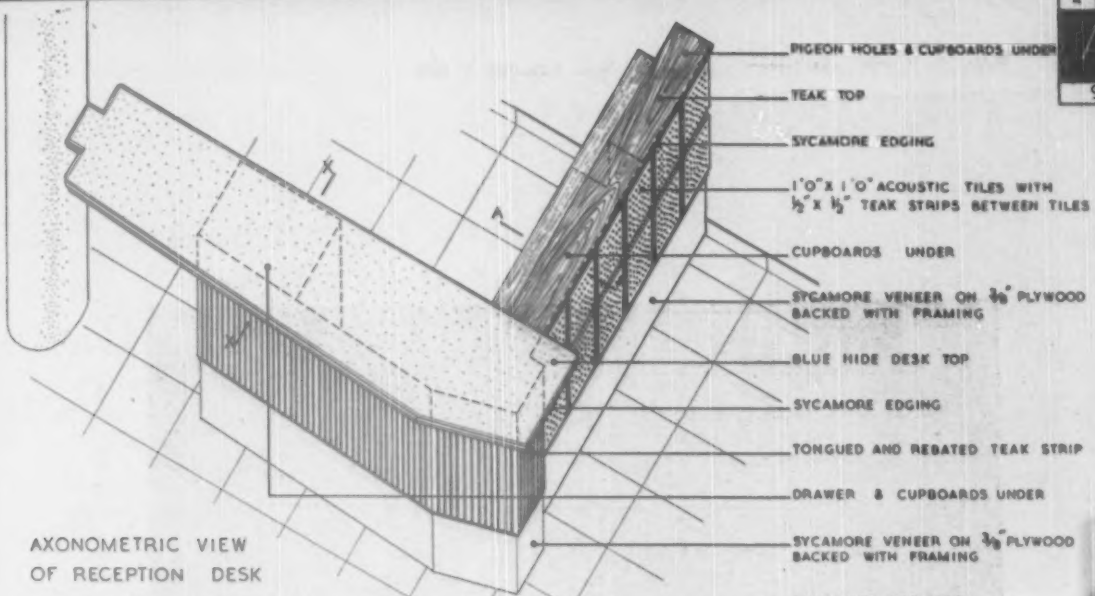 PIGEON HOLES & CUPBOARDS UNDER
TEAK TOP
SYCAMORE EDGING
1'0" X 1'0" ACOUSTIC TILES WITH
½" X ½" TEAK STRIPS BETWEEN TILES
CUPBOARDS UNDER
SYCAMORE VENEER ON ⅜" PLYWOOD
BACKED WITH FRAMING
BLUE HIDE DESK TOP
SYCAMORE EDGING
TONGUED AND REBATED TEAK STRIP
DRAWER & CUPBOARDS UNDER
SYCAMORE VENEER ON ⅜" PLYWOOD
BACKED WITH FRAMING
X
A
X
AXONOMETRIC VIEW
OF RECEPTION DESK